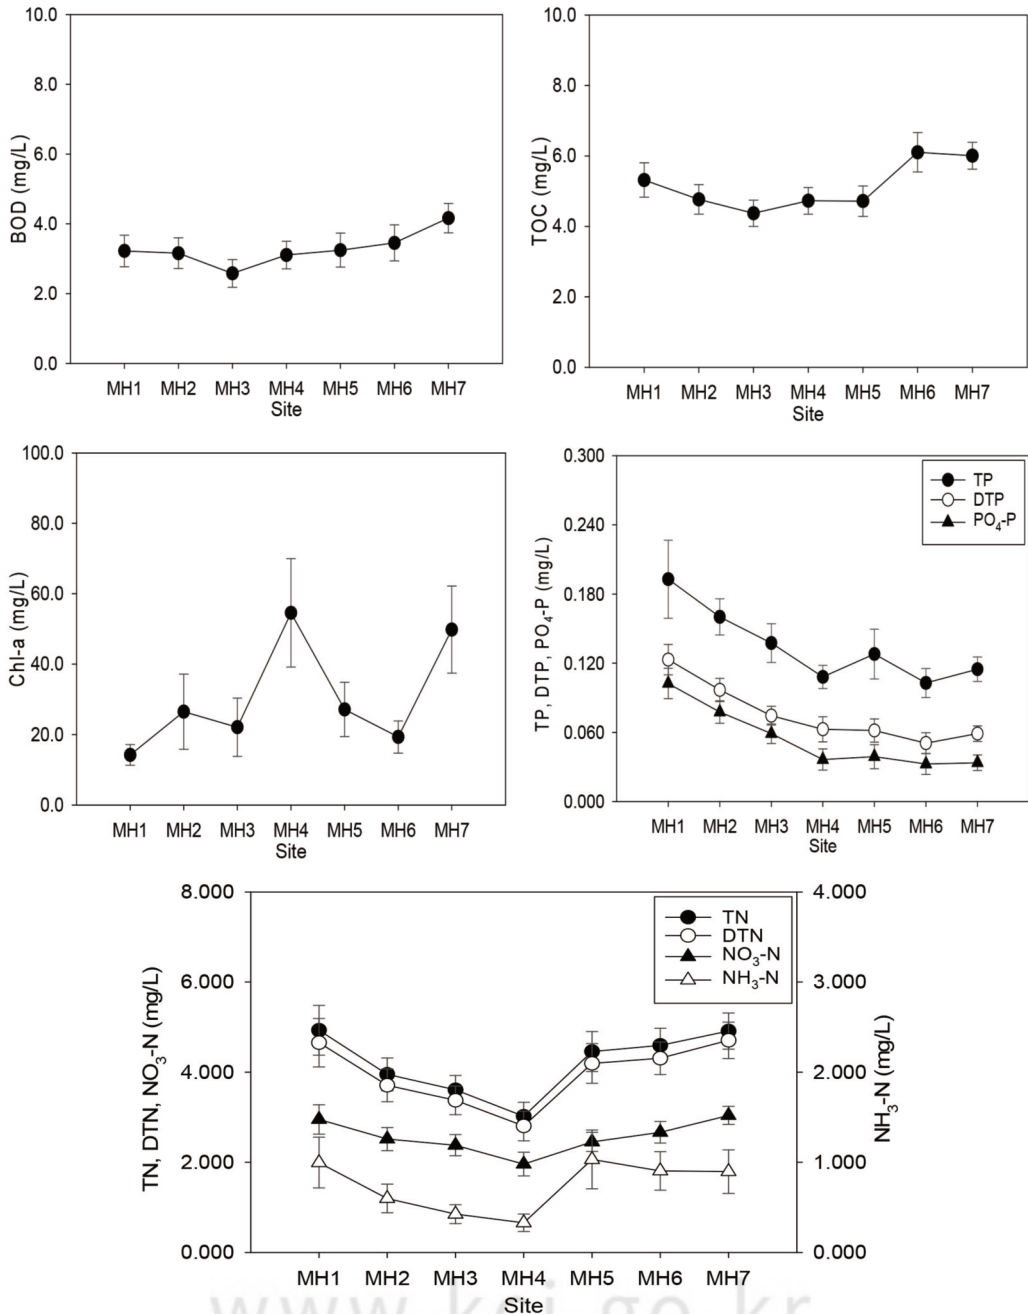 10.0
8.0
6.0
4.0
2.0
0.0
BOD (mg/L)
MH1 MH2 MH3 MH4 MH5 MH6 MH7
Site
10.0
8.0
6.0
4.0
2.0
0.0
TOC (mg/L)
MH1 MH2 MH3 MH4 MH5 MH6 MH7
Site
100.0
80.0
60.0
40.0
20.0
0.0
Chl-a (mg/L)
MH1 MH2 MH3 MH4 MH5 MH6 MH7
Site
0.300
0.240
0.180
0.120
0.060
0.000
TP, DTP, PO₄-P (mg/L)
TP
DTP
PO₄-P
MH1 MH2 MH3 MH4 MH5 MH6 MH7
Site
8.000
6.000
4.000
2.000
0.000
TN, DTN, NO₃-N (mg/L)
TN
DTN
NO₃-N
NH₃-N
4.000
3.000
2.000
1.000
0.000
NH₃-N (mg/L)
MH1 MH2 MH3 MH4 MH5 MH6 MH7
Site
www.kci.go.kr